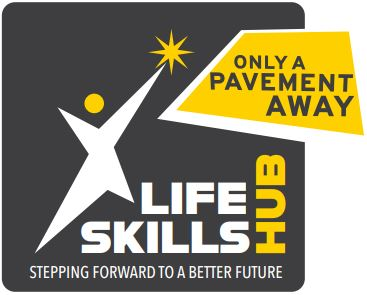 ONLY A
PAVEMENT
AWAY
LIFE
SKILLS
HUB
STEPPING FORWARD TO A BETTER FUTURE